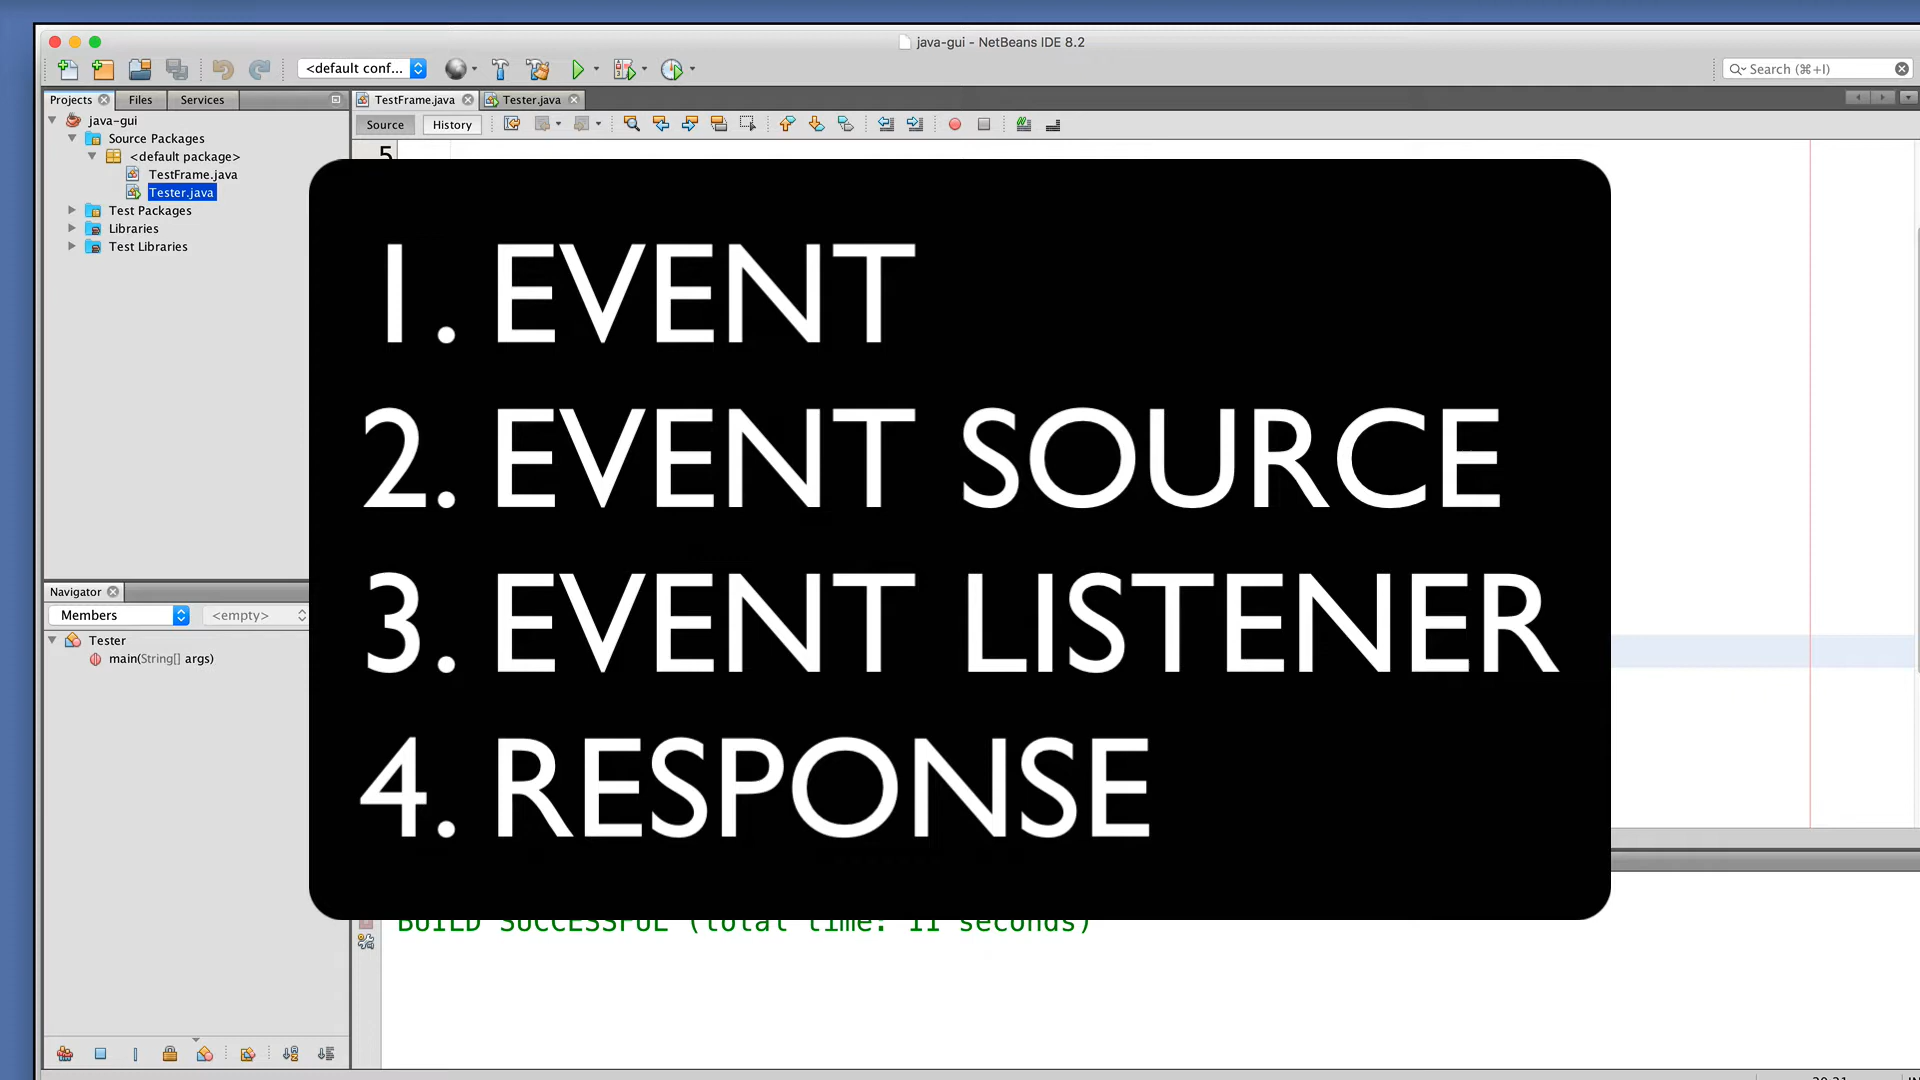 java-gui - NetBeans IDE 8.2
<default conf...
Search (⌘+I)
Projects
Files
Services
TestFrame.java
Tester.java
Source
History
java-gui
Source Packages
<default package>
TestFrame.java
Tester.java
Test Packages
Libraries
Test Libraries
5
1. EVENT
2. EVENT SOURCE
3. EVENT LISTENER
4. RESPONSE
Navigator
Members
<empty>
Tester
main(String[] args)
BUILD SUCCESSFUL (total time: 11 seconds)